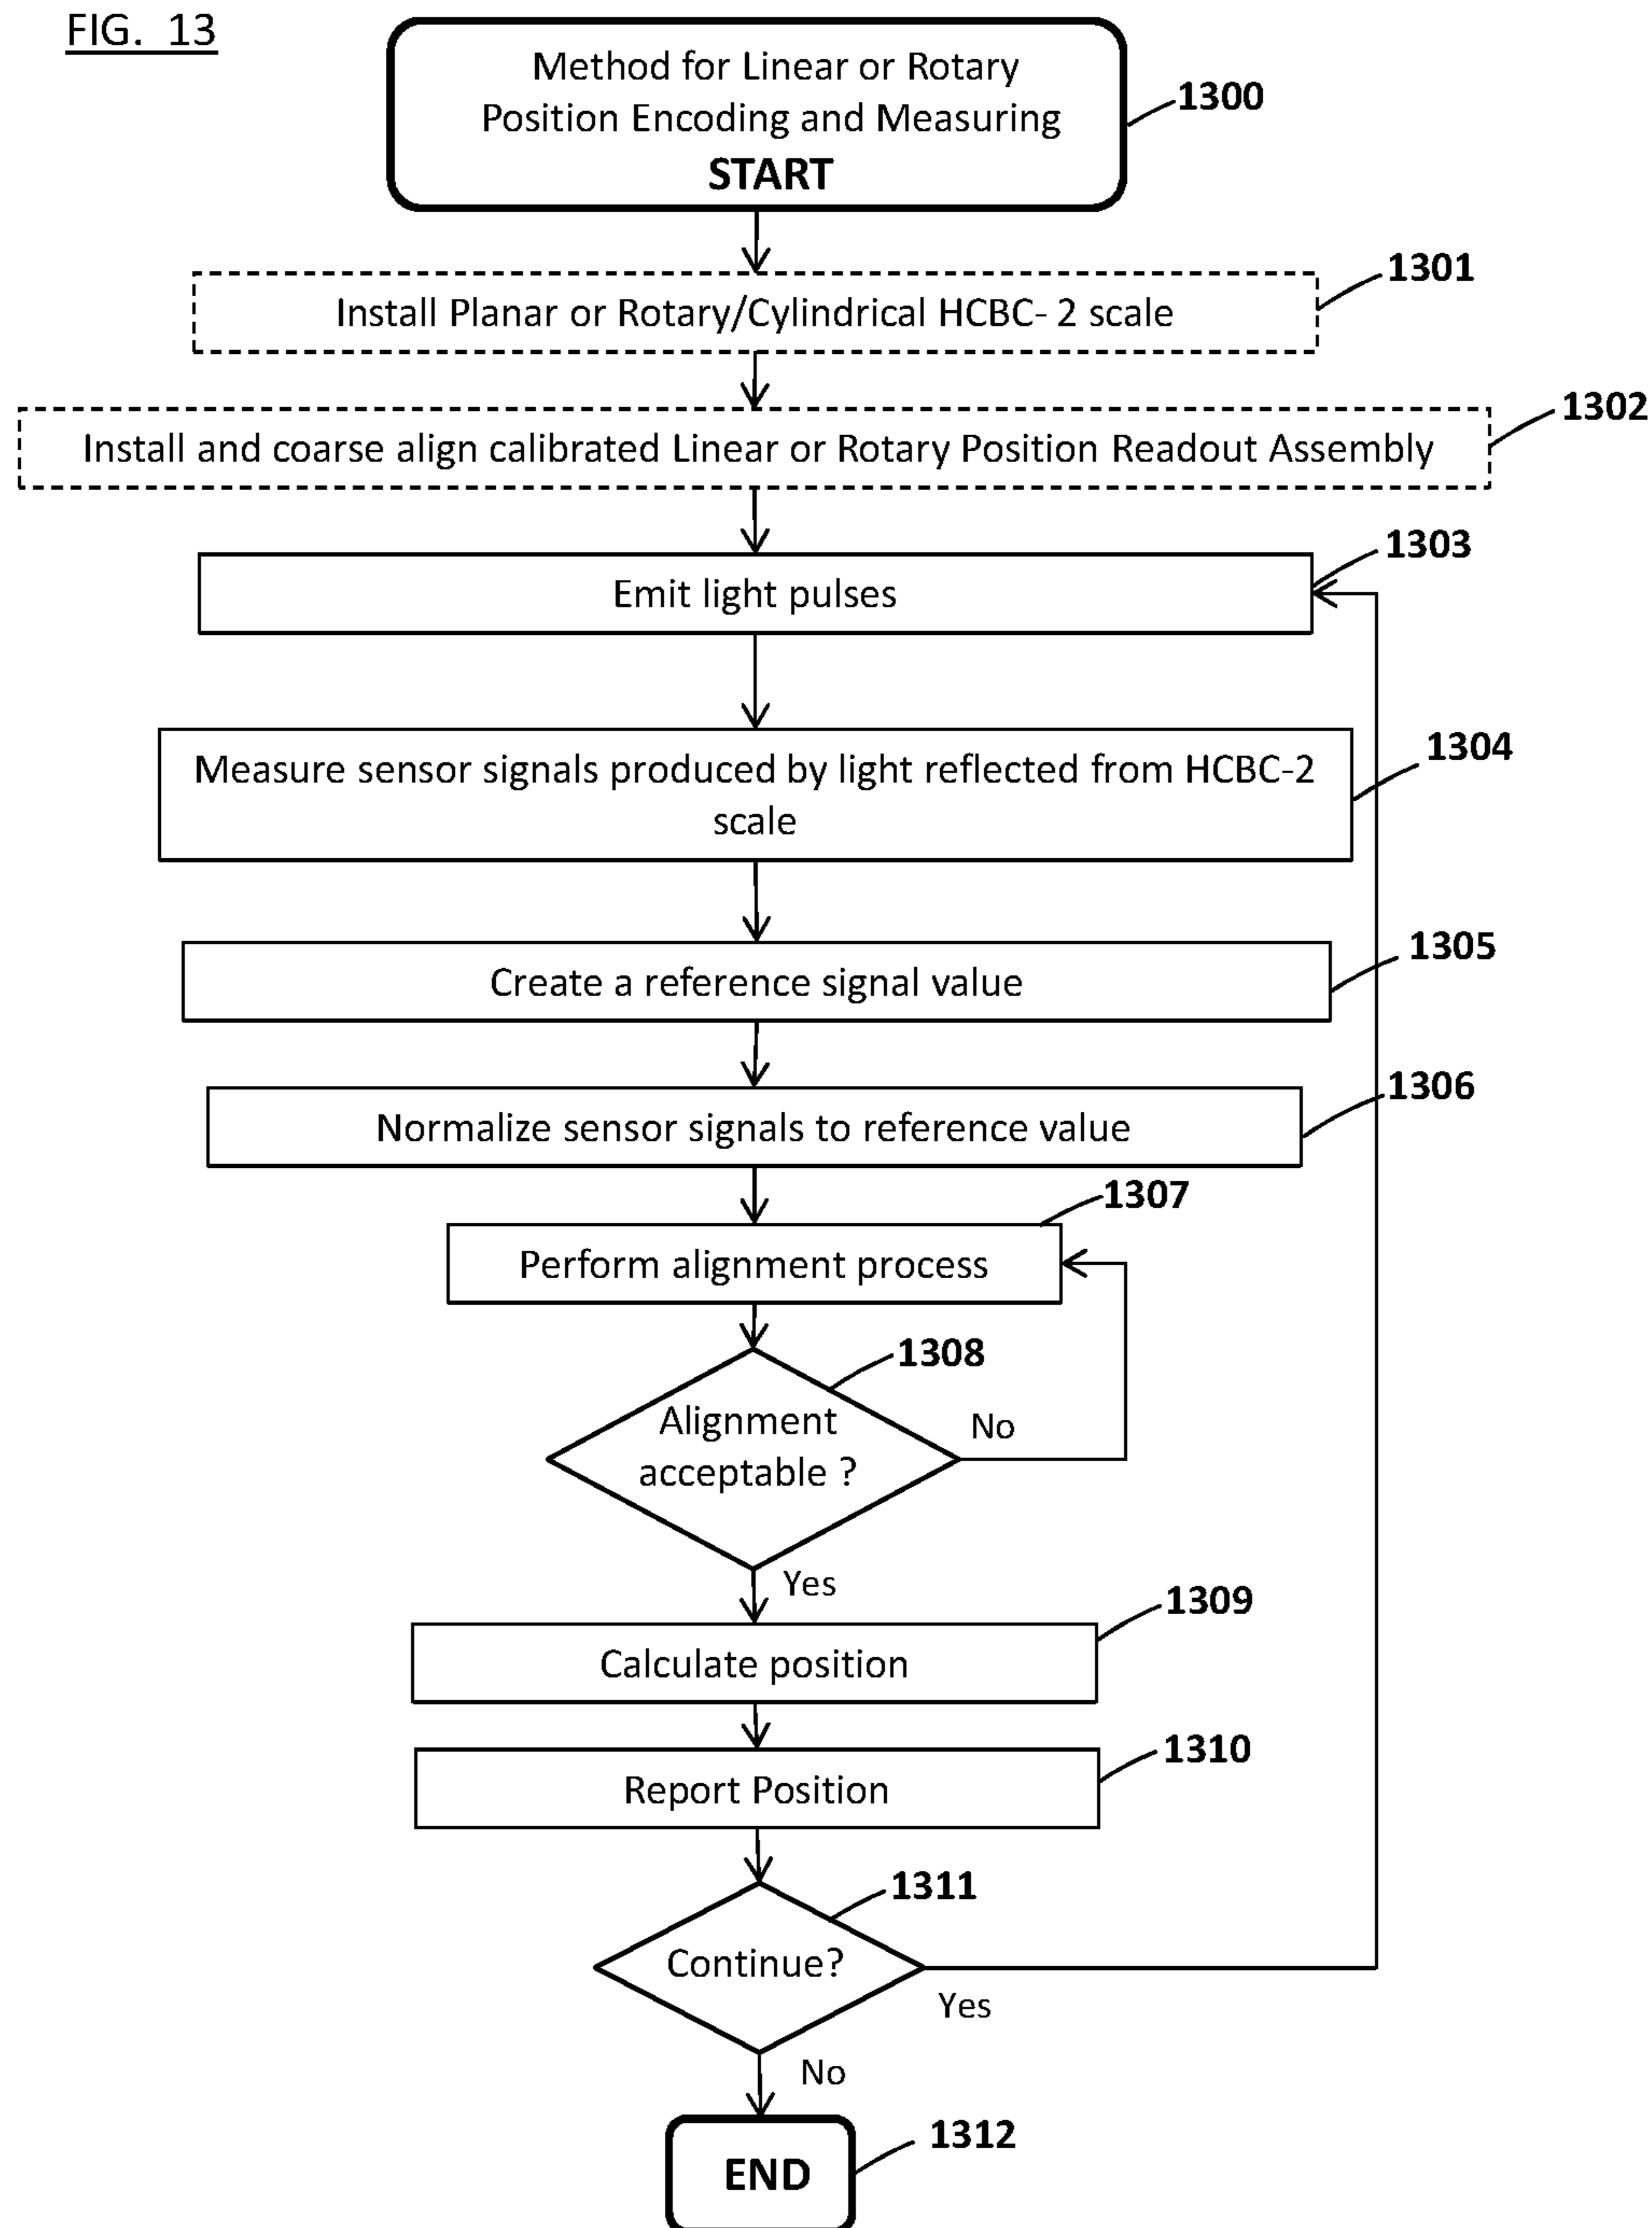 FIG. 13
Method for Linear or Rotary
Position Encoding and Measuring
START
1300
1301
Install Planar or Rotary/Cylindrical HCBC- 2 scale
1302
Install and coarse align calibrated Linear or Rotary Position Readout Assembly
1303
Emit light pulses
1304
Measure sensor signals produced by light reflected from HCBC-2
scale
1305
Create a reference signal value
1306
Normalize sensor signals to reference value
1307
Perform alignment process
1308
Alignment
acceptable ?
No
Yes
1309
Calculate position
1310
Report Position
1311
Continue?
Yes
No
1312
END